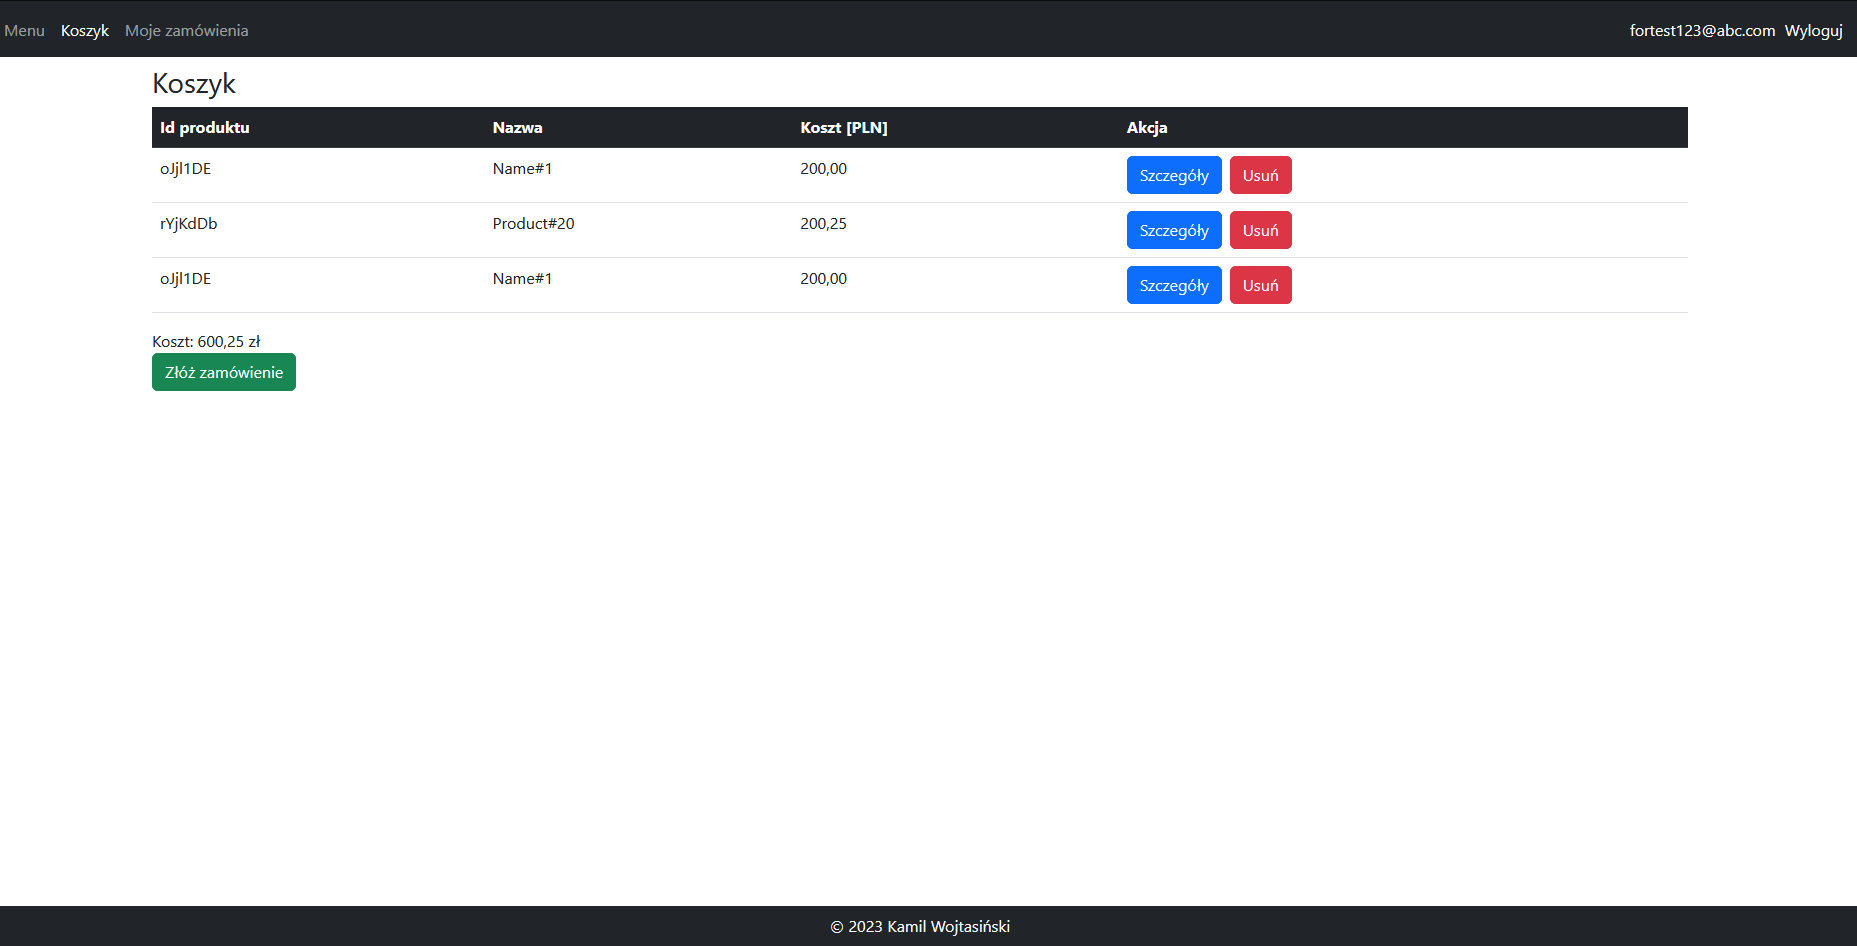 Menu Koszyk Moje zamówienia fortest123@abc.com Wyloguj
Koszyk
Id produktu Nazwa Koszt [PLN] Akcja
oJjl1DE Name#1 200,00 Szczegóły Usuń
rYjKdDb Product#20 200,25 Szczegóły Usuń
oJjl1DE Name#1 200,00 Szczegóły Usuń
Koszt: 600,25 zł
Złóż zamówienie
© 2023 Kamil Wojtasiński